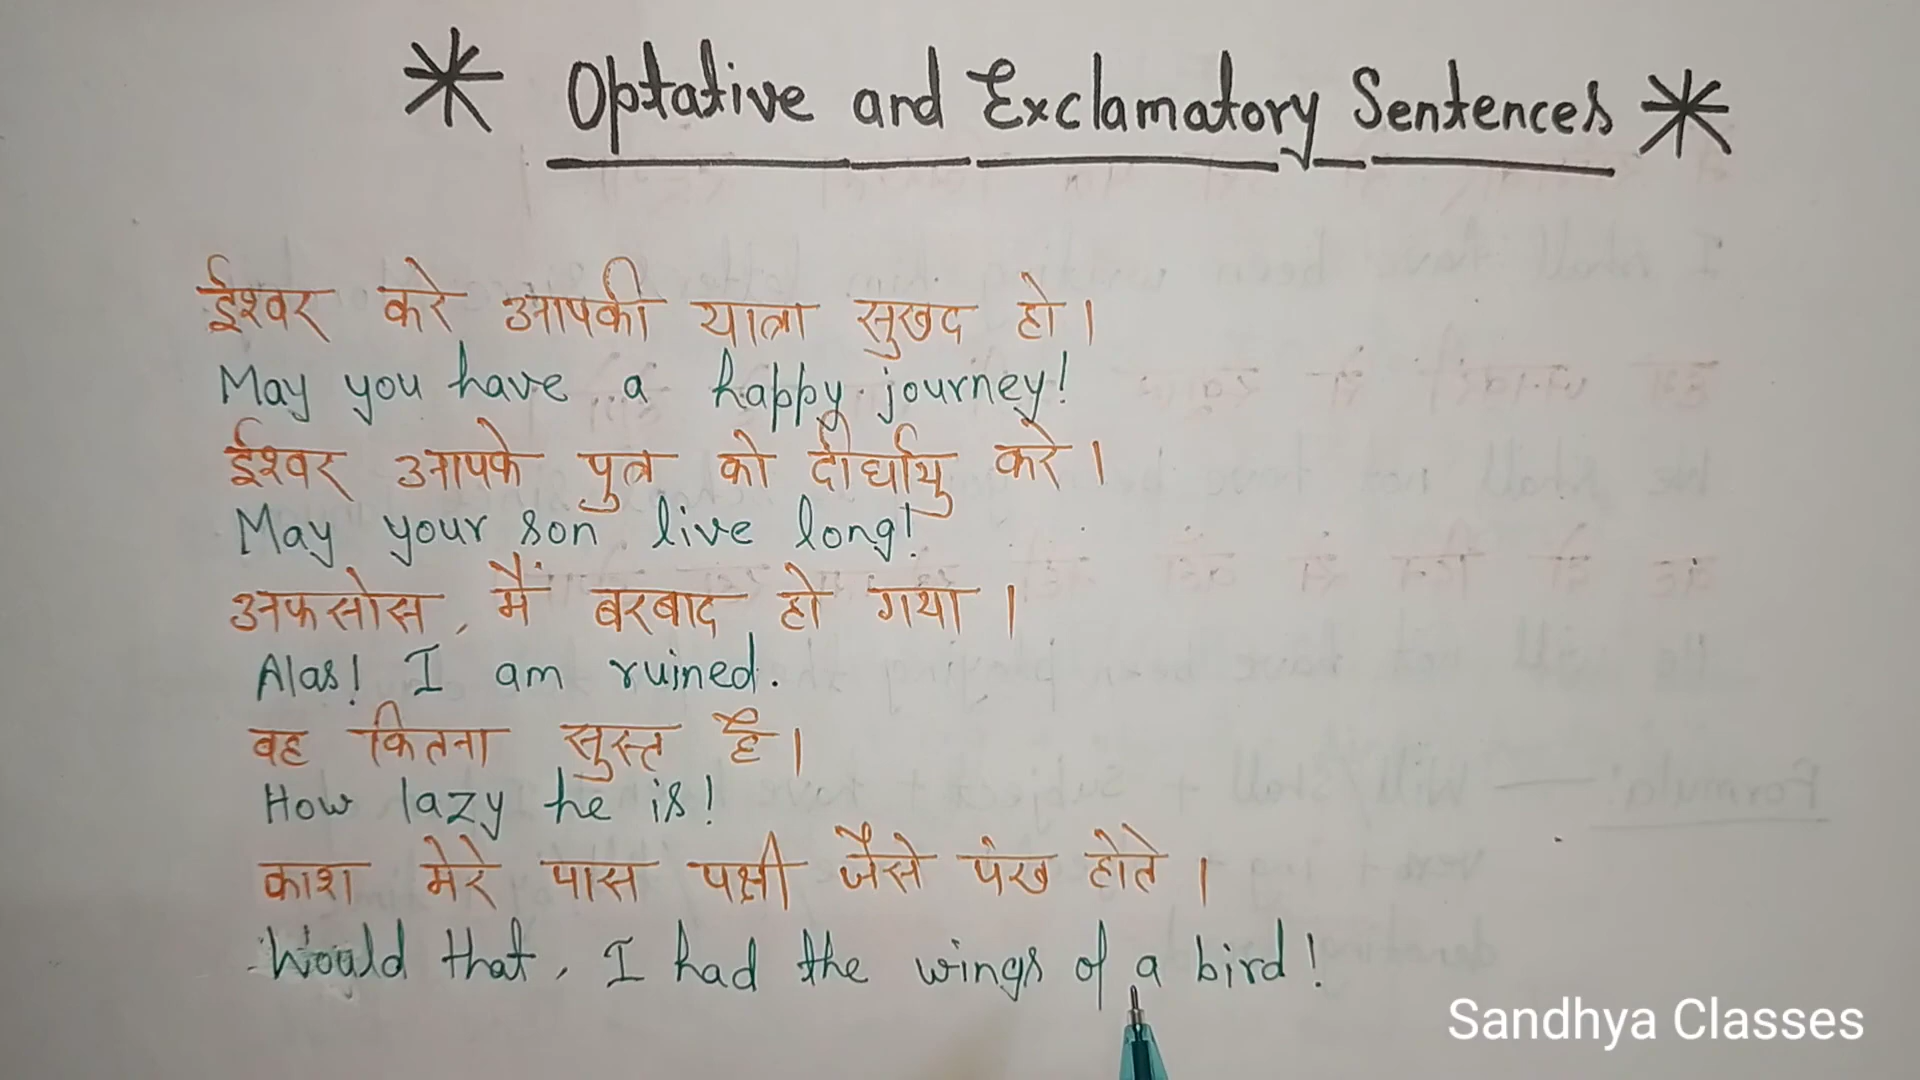 * Optative and Exclamatory Sentences *
ईश्वर करे आपकी यात्रा सुखद हो।
May you have a happy journey!
ईश्वर आपके पुत्र को दीर्घायु करे।
May your son live long!
अफसोस, मैं बरबाद हो गया।
Alas! I am ruined.
वह कितना सुस्त है।
How lazy he is!
काश मेरे पास पक्षी जैसे पंख होते।
Would that, I had the wings of a bird!
Sandhya Classes